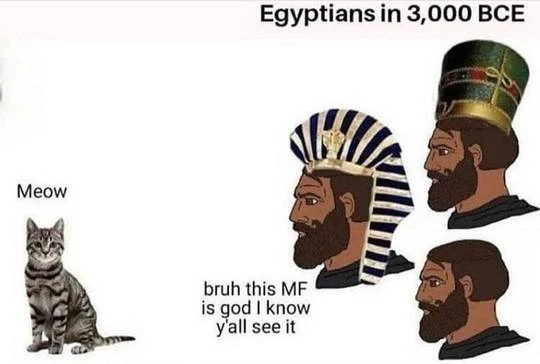 Egyptians in 3,000 BCE
Meow
bruh this MF
is god I know
y'all see it